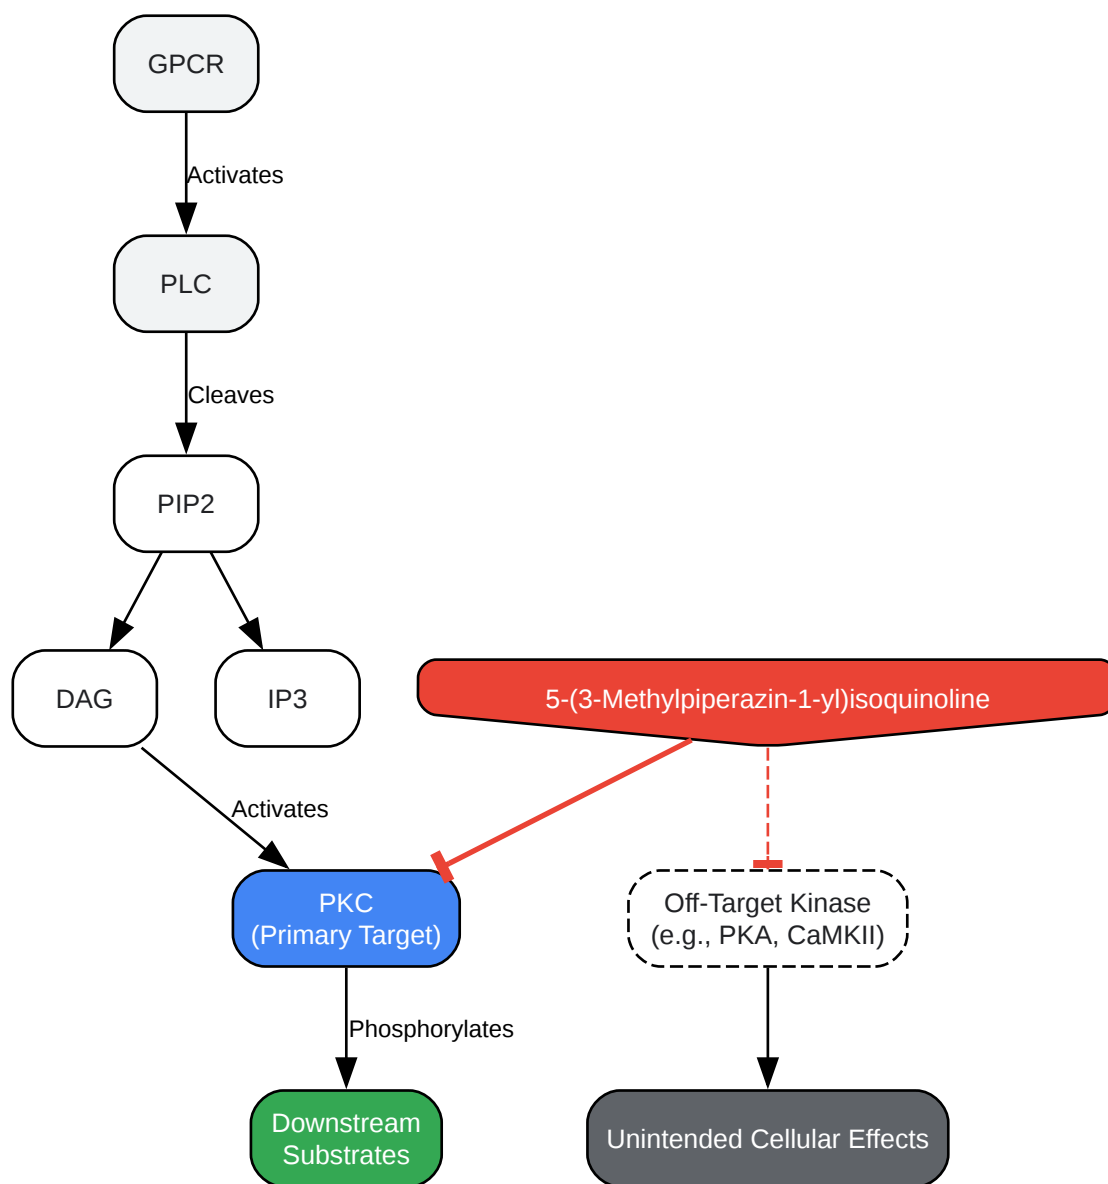 GPCR
Activates
PLC
Cleaves
PIP2
DAG
IP3
5-(3-Methylpiperazin-1-yl)isoquinoline
Activates
PKC
(Primary Target)
Off-Target Kinase
(e.g., PKA, CaMKII)
Phosphorylates
Downstream
Substrates
Unintended Cellular Effects